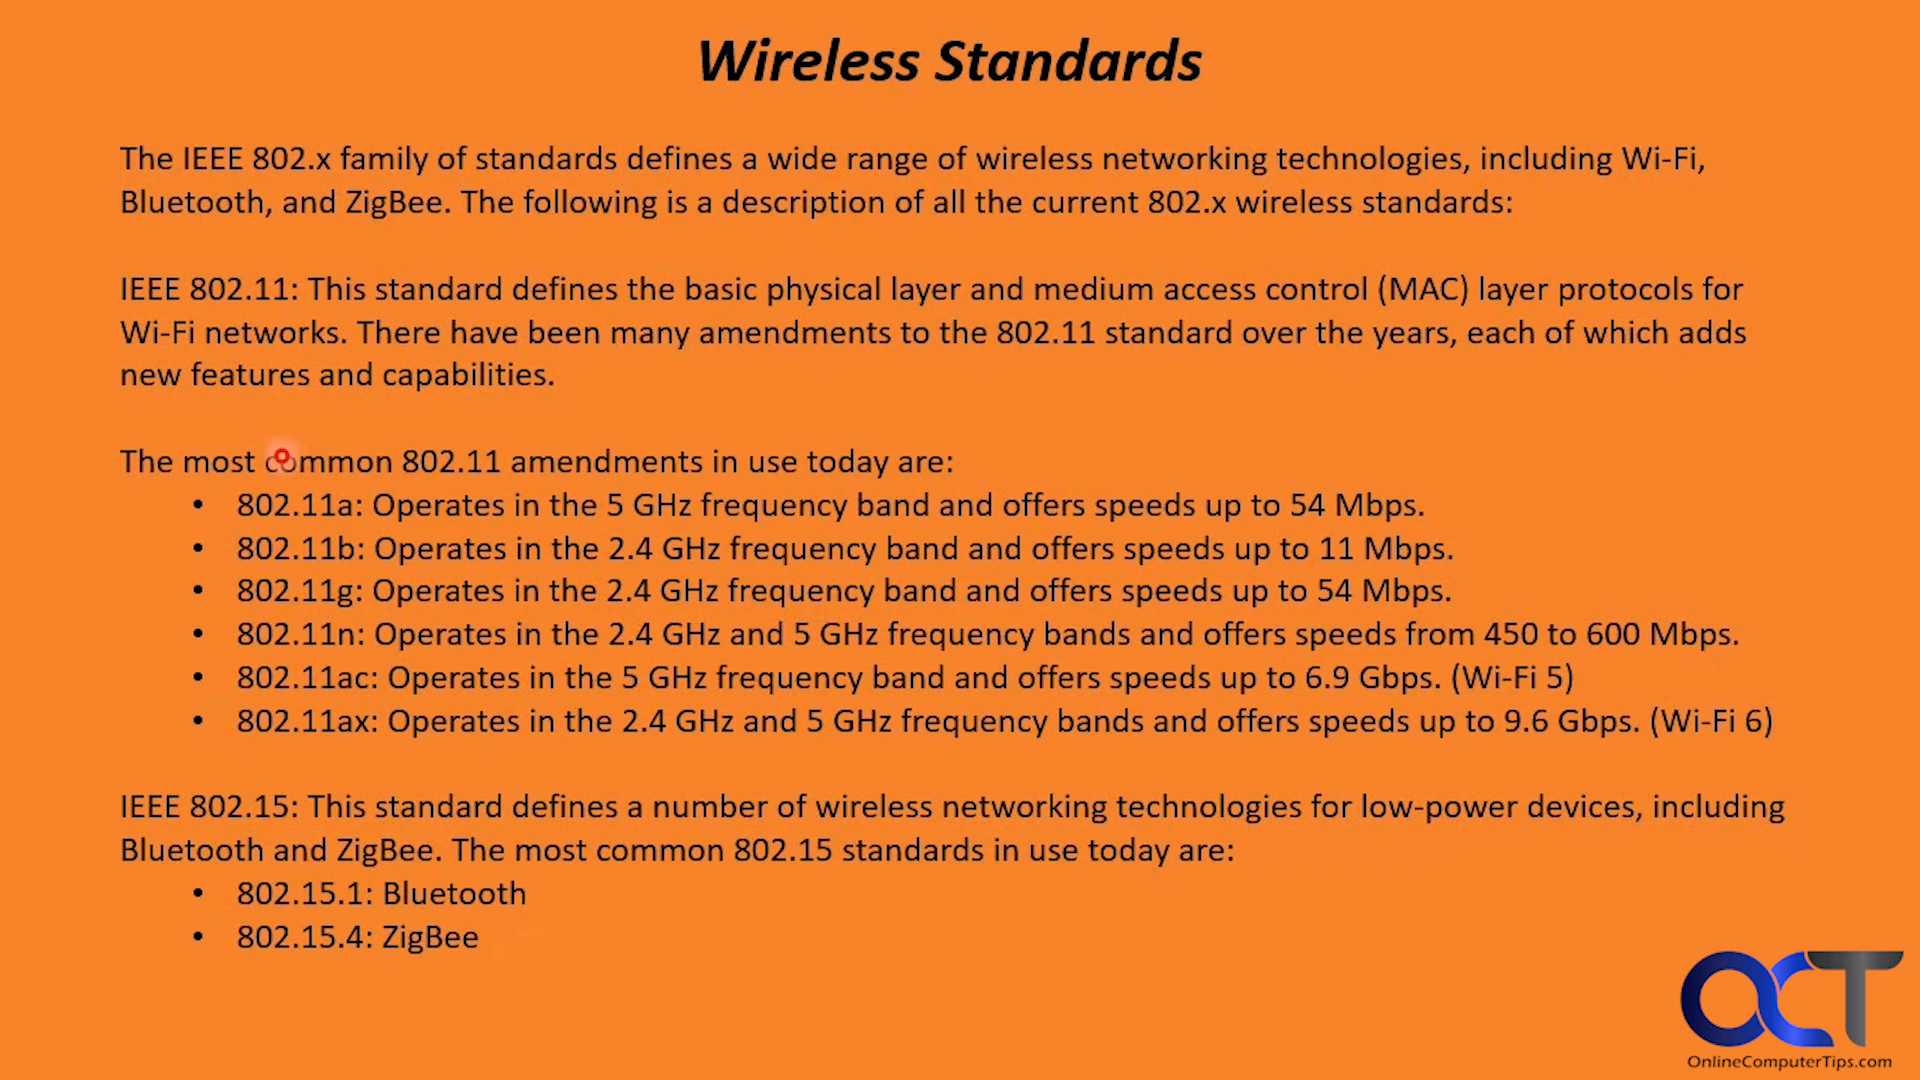 Wireless Standards
The IEEE 802.x family of standards defines a wide range of wireless networking technologies, including Wi-Fi,
Bluetooth, and ZigBee. The following is a description of all the current 802.x wireless standards:
IEEE 802.11: This standard defines the basic physical layer and medium access control (MAC) layer protocols for
Wi-Fi networks. There have been many amendments to the 802.11 standard over the years, each of which adds
new features and capabilities.
The most common 802.11 amendments in use today are:
• 802.11a: Operates in the 5 GHz frequency band and offers speeds up to 54 Mbps.
• 802.11b: Operates in the 2.4 GHz frequency band and offers speeds up to 11 Mbps.
• 802.11g: Operates in the 2.4 GHz frequency band and offers speeds up to 54 Mbps.
• 802.11n: Operates in the 2.4 GHz and 5 GHz frequency bands and offers speeds from 450 to 600 Mbps.
• 802.11ac: Operates in the 5 GHz frequency band and offers speeds up to 6.9 Gbps. (Wi-Fi 5)
• 802.11ax: Operates in the 2.4 GHz and 5 GHz frequency bands and offers speeds up to 9.6 Gbps. (Wi-Fi 6)
IEEE 802.15: This standard defines a number of wireless networking technologies for low-power devices, including
Bluetooth and ZigBee. The most common 802.15 standards in use today are:
• 802.15.1: Bluetooth
• 802.15.4: ZigBee
OCT
OnlineComputerTips.com